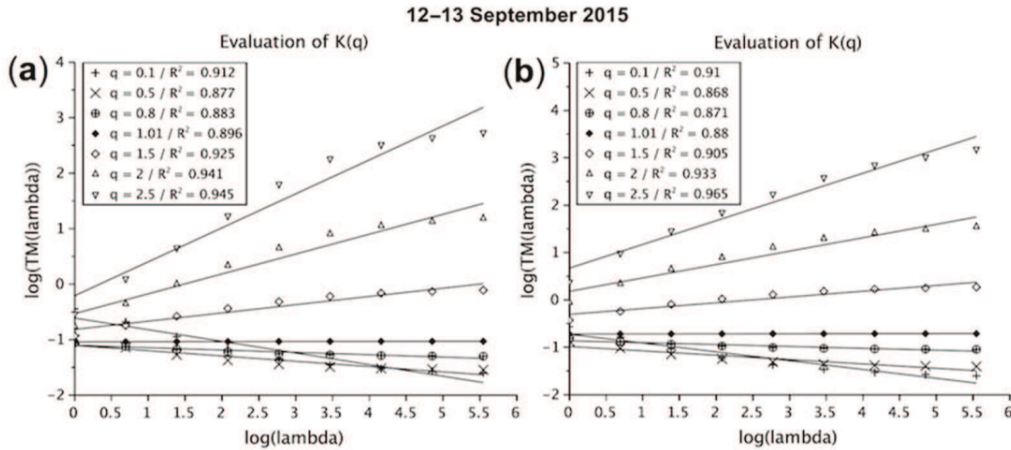 12–13 September 2015
(a)
Evaluation of K(q)
log(TM(lambda))
4
3
2
1
0
−1
−2
q = 0.1 / R² = 0.912
q = 0.5 / R² = 0.877
q = 0.8 / R² = 0.883
q = 1.01 / R² = 0.896
q = 1.5 / R² = 0.925
q = 2 / R² = 0.941
q = 2.5 / R² = 0.945
0 0.5 1 1.5 2 2.5 3 3.5 4 4.5 5 5.5 6
log(lambda)
(b)
Evaluation of K(q)
log(TM(lambda))
5
4
3
2
1
0
−1
−2
q = 0.1 / R² = 0.91
q = 0.5 / R² = 0.868
q = 0.8 / R² = 0.871
q = 1.01 / R² = 0.88
q = 1.5 / R² = 0.905
q = 2 / R² = 0.933
q = 2.5 / R² = 0.965
0 0.5 1 1.5 2 2.5 3 3.5 4 4.5 5 5.5 6
log(lambda)